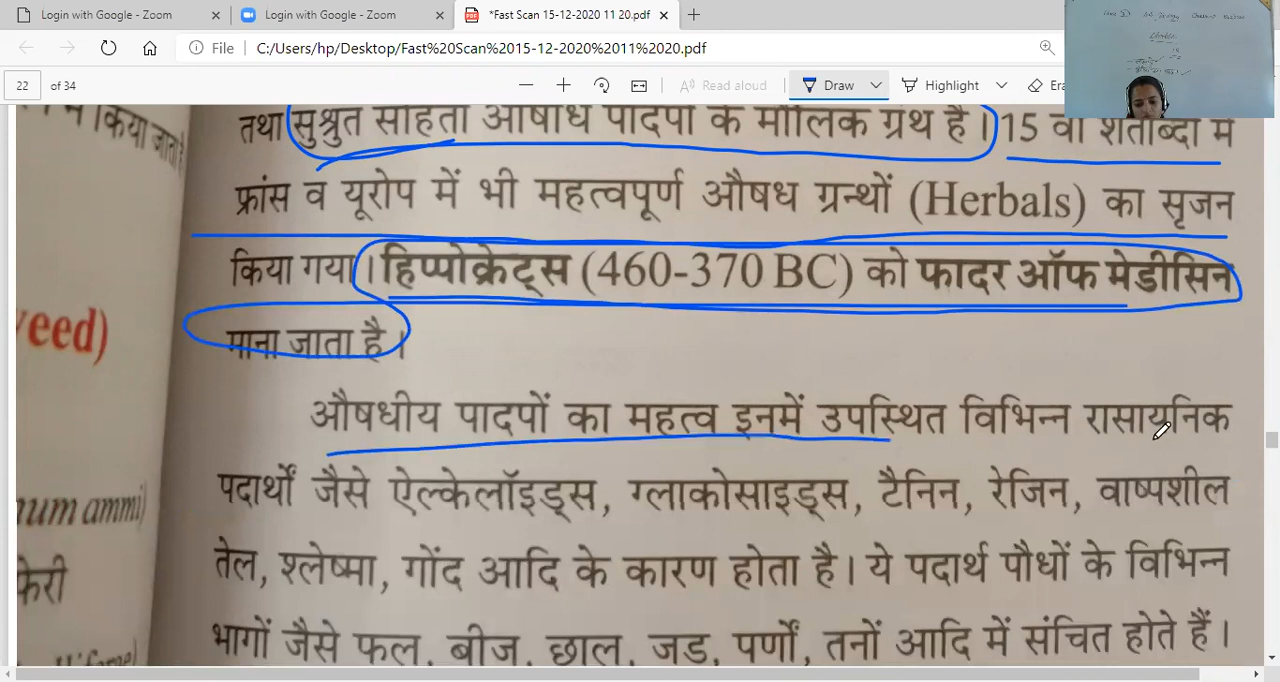 Login with Google - Zoom
Login with Google - Zoom
*Fast Scan 15-12-2020 11 20.pdf
File
C:/Users/hp/Desktop/Fast%20Scan%2015-12-2020%2011%2020.pdf
22 of 34
Read aloud
Draw
Highlight
Era
तथा सुश्रुत संहिता औषधि पादपों के मौलिक ग्रंथ हैं। 15 वीं शताब्दी में
फ्रांस व यूरोप में भी महत्वपूर्ण औषध ग्रन्थों (Herbals) का सृजन
किया गया। हिप्पोक्रेट्स (460-370 BC) को फादर ऑफ मेडीसिन
माना जाता है।
औषधीय पादपों का महत्व इनमें उपस्थित विभिन्न रासायनिक
पदार्थों जैसे ऐल्केलॉइड्स, ग्लाकोसाइड्स, टैनिन, रेजिन, वाष्पशील
तेल, श्लेष्मा, गोंद आदि के कारण होता है। ये पदार्थ पौधों के विभिन्न
भागों जैसे फल, बीज, छाल, जड, पर्णों, तनों आदि में संचित होते हैं।
किया जाता है
eed)
num ammi)
केरी